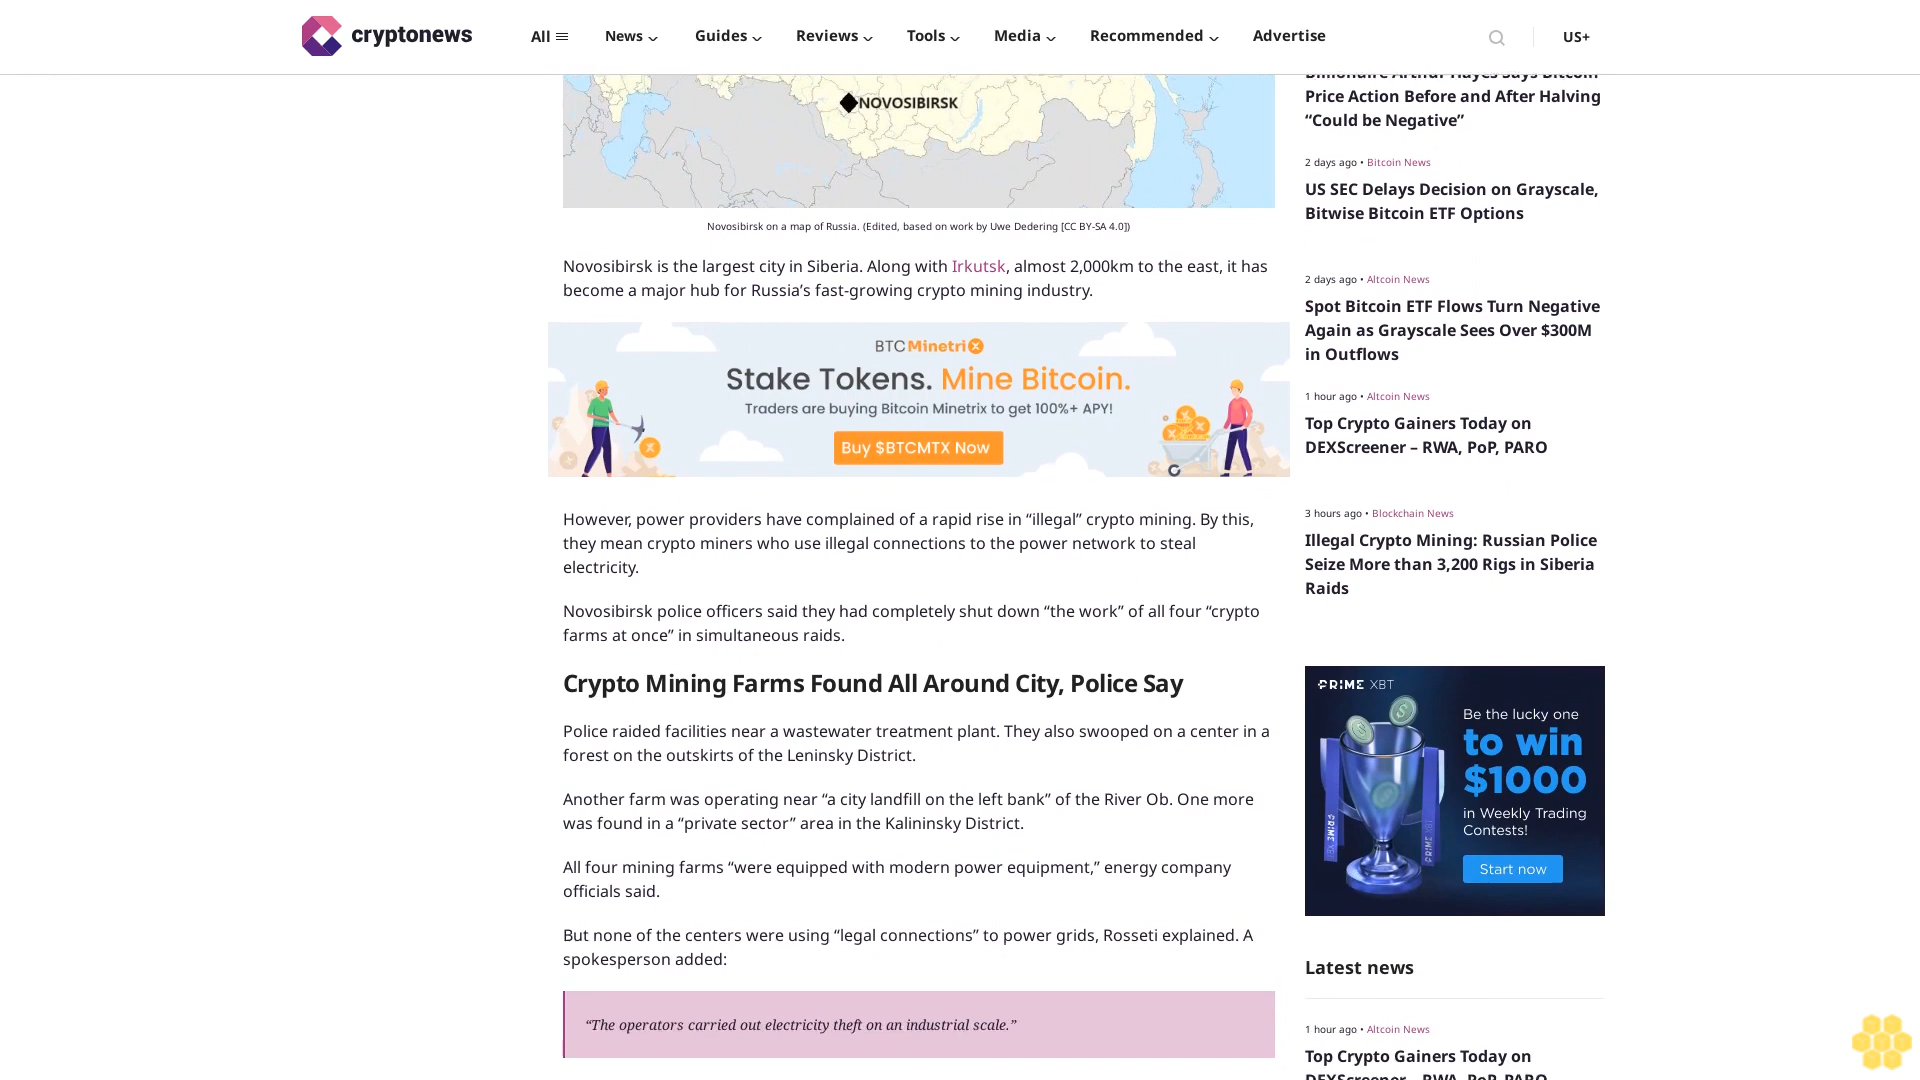 cryptonews
All
News
Guides
Reviews
Tools
Media
Recommended
Advertise
US+
NOVOSIBIRSK
Novosibirsk on a map of Russia. (Edited, based on work by Uwe Dedering [CC BY-SA 4.0])
Novosibirsk is the largest city in Siberia. Along with Irkutsk, almost 2,000km to the east, it has
become a major hub for Russia’s fast-growing crypto mining industry.
BTC Minetrix
Stake Tokens. Mine Bitcoin.
Traders are buying Bitcoin Minetrix to get 100%+ APY!
Buy $BTCMTX Now
However, power providers have complained of a rapid rise in “illegal” crypto mining. By this,
they mean crypto miners who use illegal connections to the power network to steal
electricity.
Novosibirsk police officers said they had completely shut down “the work” of all four “crypto
farms at once” in simultaneous raids.
Crypto Mining Farms Found All Around City, Police Say
Police raided facilities near a wastewater treatment plant. They also swooped on a center in a
forest on the outskirts of the Leninsky District.
Another farm was operating near “a city landfill on the left bank” of the River Ob. One more
was found in a “private sector” area in the Kalininsky District.
All four mining farms “were equipped with modern power equipment,” energy company
officials said.
But none of the centers were using “legal connections” to power grids, Rosseti explained. A
spokesperson added:
“The operators carried out electricity theft on an industrial scale.”
Billionaire Arthur Hayes Says Bitcoin
Price Action Before and After Halving
“Could be Negative”
2 days ago • Bitcoin News
US SEC Delays Decision on Grayscale,
Bitwise Bitcoin ETF Options
2 days ago • Altcoin News
Spot Bitcoin ETF Flows Turn Negative
Again as Grayscale Sees Over $300M
in Outflows
1 hour ago • Altcoin News
Top Crypto Gainers Today on
DEXScreener – RWA, PoP, PARO
3 hours ago • Blockchain News
Illegal Crypto Mining: Russian Police
Seize More than 3,200 Rigs in Siberia
Raids
PRIME XBT
Be the lucky one
to win
$1000
in Weekly Trading
Contests!
Start now
PRIME
PRIME XBT
Latest news
1 hour ago • Altcoin News
Top Crypto Gainers Today on
DEXScreener – RWA, PoP, PARO